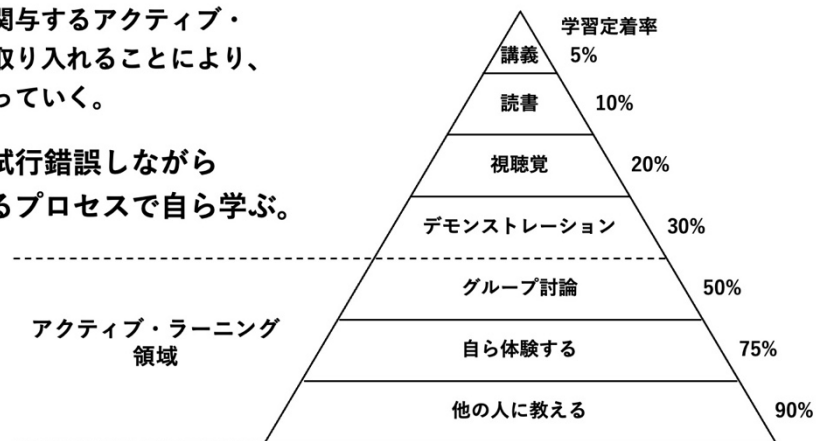 関与するアクティブ・
取り入れることにより、
っていく。
試行錯誤しながら
るプロセスで自ら学ぶ。
アクティブ・ラーニング
領域
学習定着率
講義 5%
読書 10%
視聴覚 20%
デモンストレーション 30%
グループ討論 50%
自ら体験する 75%
他の人に教える 90%